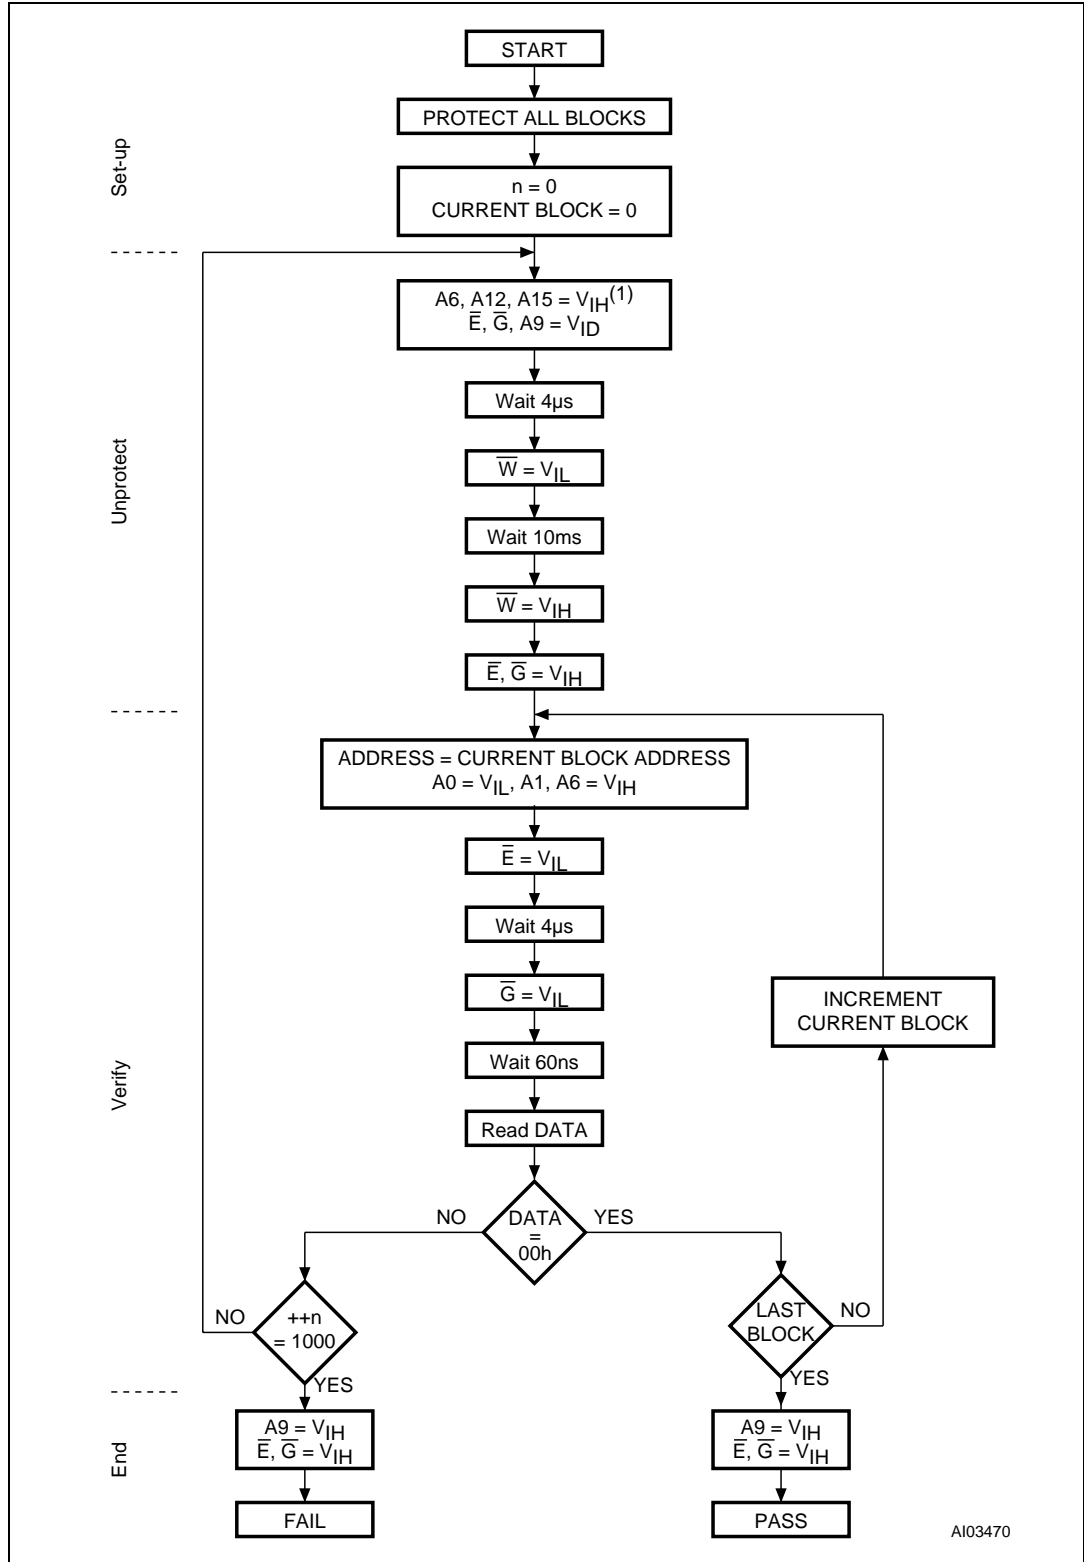 START
PROTECT ALL BLOCKS
Set-up
n = 0
CURRENT BLOCK = 0
A6, A12, A15 = VIH(1)
E̅, G̅, A9 = VID
Wait 4µs
Unprotect
W̅ = VIL
Wait 10ms
W̅ = VIH
E̅, G̅ = VIH
ADDRESS = CURRENT BLOCK ADDRESS
A0 = VIL, A1, A6 = VIH
E̅ = VIL
Wait 4µs
G̅ = VIL
INCREMENT
CURRENT BLOCK
Wait 60ns
Verify
Read DATA
NO
DATA
=
00h
YES
NO
++n
= 1000
YES
LAST
BLOCK
NO
YES
End
A9 = VIH
E̅, G̅ = VIH
A9 = VIH
E̅, G̅ = VIH
FAIL
PASS
AI03470